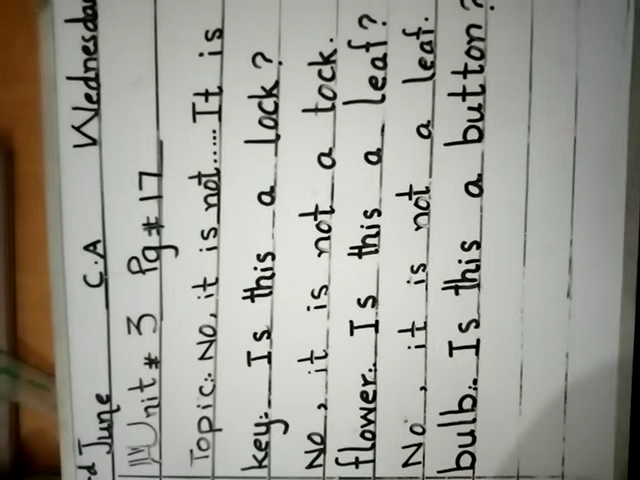 d June C.A Wednesday
Unit # 3 Pg # 17
Topic:. No, it is not...... It is
key:. Is this a lock?
No, it is not a tock.
flower:. Is this a leaf?
No, it is not a leaf.
bulb:. Is this a button?